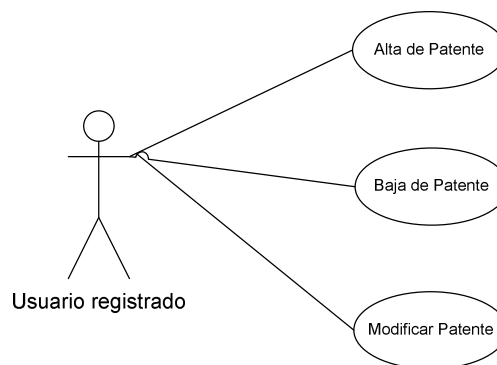 Alta de Patente
Baja de Patente
Usuario registrado
Modificar Patente